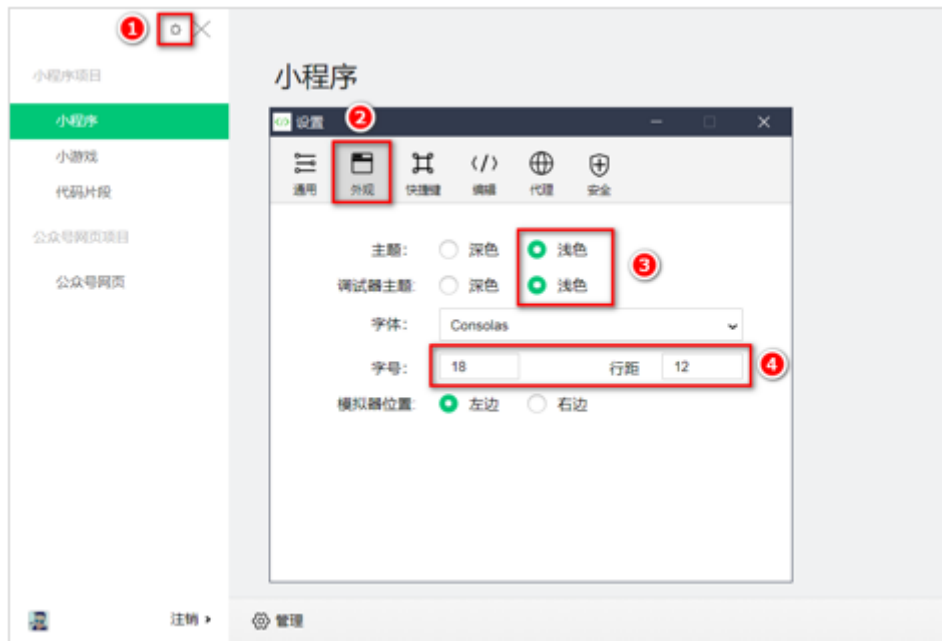 1
小程序项目
小程序
小游戏
代码片段
公众号网页项目
公众号网页
注销
小程序
</> 设置 2
通用 外观 快捷键 编辑 代理 安全
主题: 深色 浅色
3
调试器主题: 深色 浅色
字体: Consolas
字号: 18 行距 12 4
模拟器位置: 左边 右边
管理